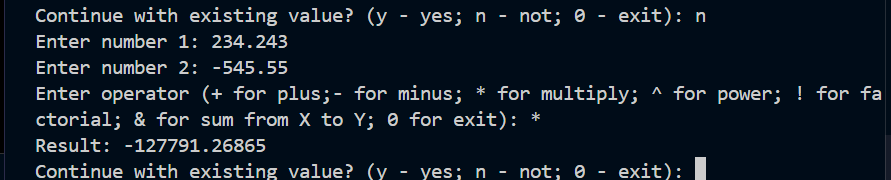 Continue with existing value? (y - yes; n - not; 0 - exit): n
Enter number 1: 234.243
Enter number 2: -545.55
Enter operator (+ for plus;- for minus; * for multiply; ^ for power; ! for fa
ctorial; & for sum from X to Y; 0 for exit): *
Result: -127791.26865
Continue with existing value? (y - yes; n - not; 0 - exit):